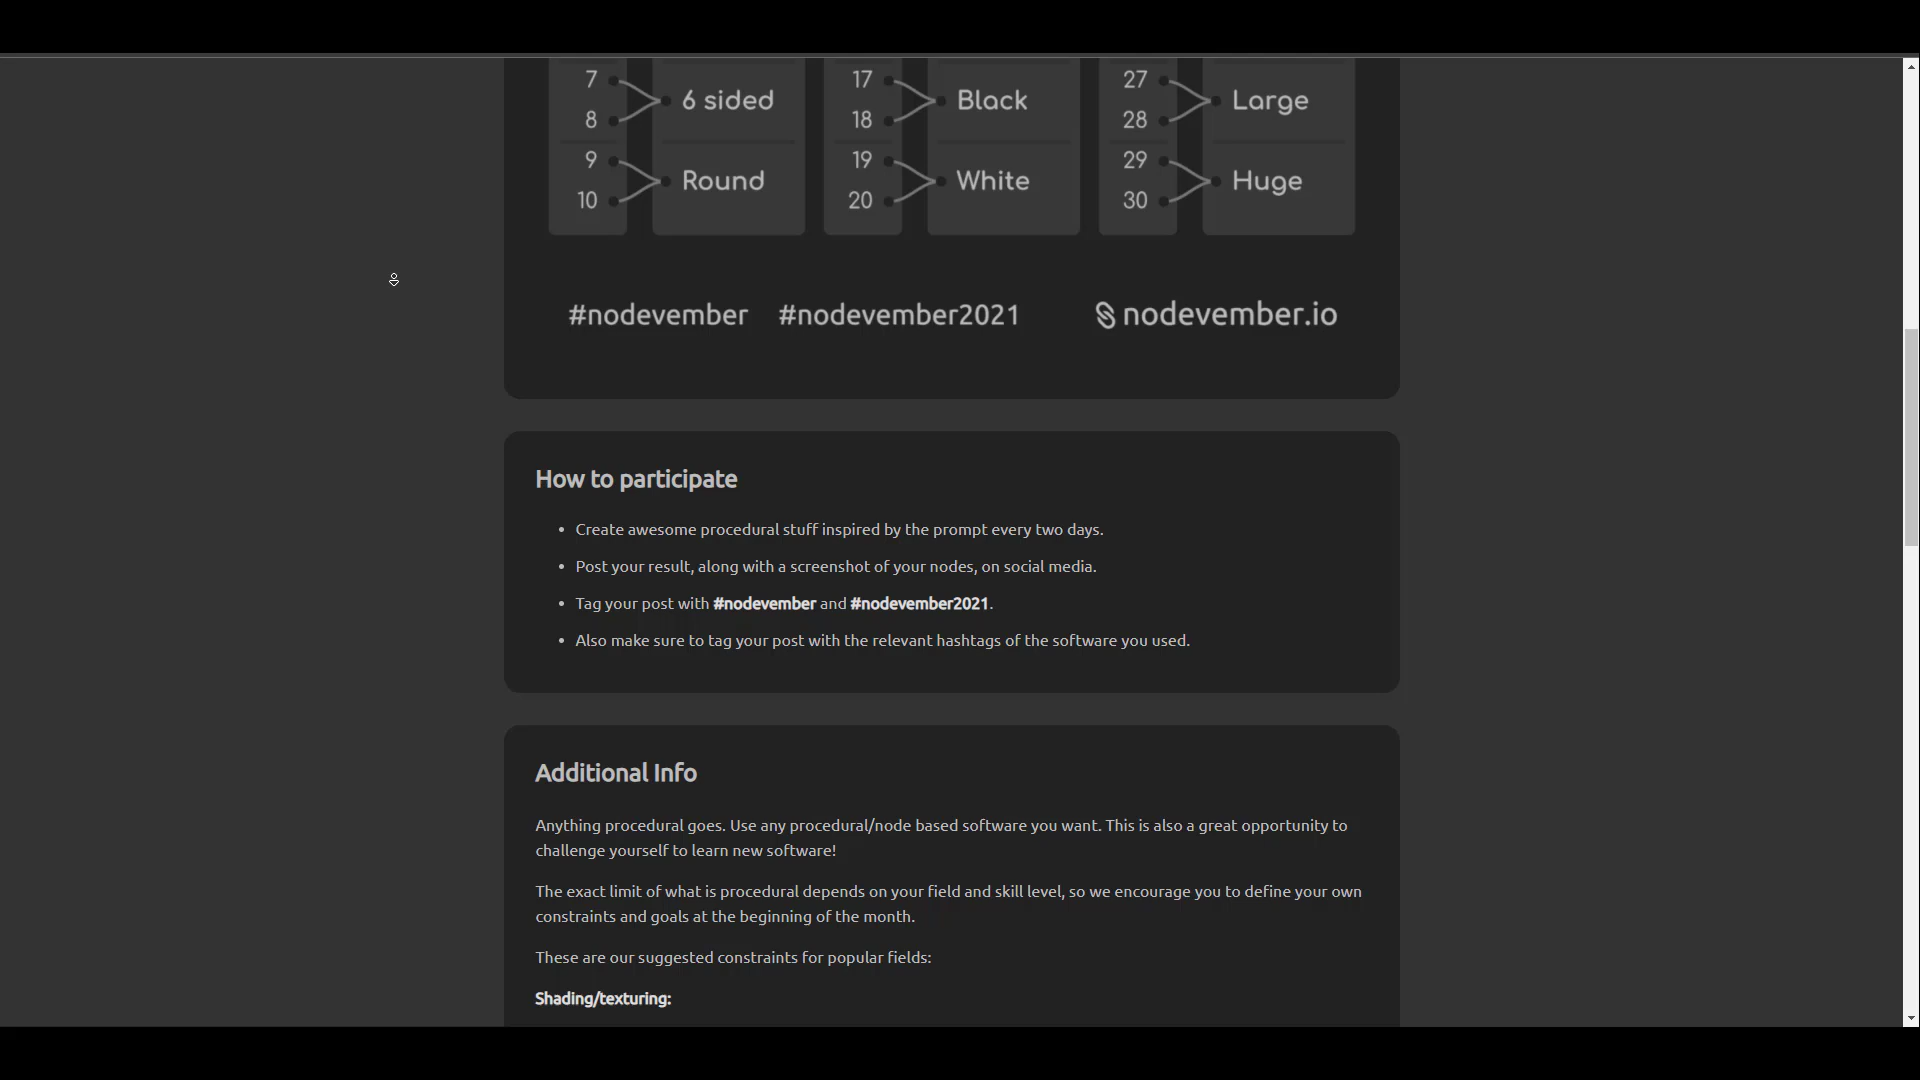 7
8
6 sided
17
18
Black
27
28
Large
9
10
Round
19
20
White
29
30
Huge
#nodevember #nodevember2021 nodevember.io
How to participate
• Create awesome procedural stuff inspired by the prompt every two days.
• Post your result, along with a screenshot of your nodes, on social media.
• Tag your post with #nodevember and #nodevember2021.
• Also make sure to tag your post with the relevant hashtags of the software you used.
Additional Info
Anything procedural goes. Use any procedural/node based software you want. This is also a great opportunity to
challenge yourself to learn new software!
The exact limit of what is procedural depends on your field and skill level, so we encourage you to define your own
constraints and goals at the beginning of the month.
These are our suggested constraints for popular fields:
Shading/texturing: